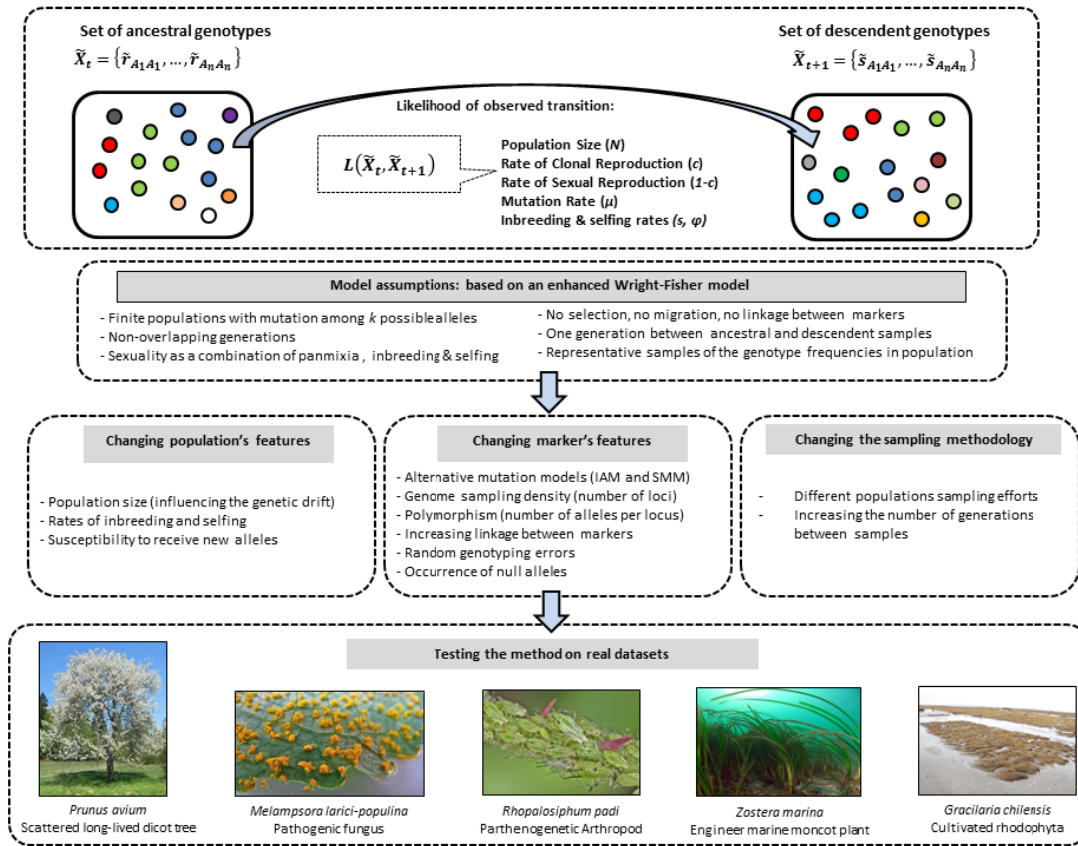 Set of ancestral genotypes
X̃ₜ = {r̃_A₁A₁, …, r̃_AₙAₙ}
Set of descendent genotypes
X̃ₜ₊₁ = {s̃_A₁A₁, …, s̃_AₙAₙ}
Likelihood of observed transition:
L(X̃ₜ, X̃ₜ₊₁)
Population Size (N)
Rate of Clonal Reproduction (c)
Rate of Sexual Reproduction (1-c)
Mutation Rate (μ)
Inbreeding & selfing rates (s, φ)
Model assumptions: based on an enhanced Wright-Fisher model
- Finite populations with mutation among k possible alleles
- Non-overlapping generations
- Sexuality as a combination of panmixia , inbreeding & selfing
- No selection, no migration, no linkage between markers
- One generation between ancestral and descendent samples
- Representative samples of the genotype frequencies in population
Changing population's features
- Population size (influencing the genetic drift)
- Rates of inbreeding and selfing
- Susceptibility to receive new alleles
Changing marker's features
- Alternative mutation models (IAM and SMM)
- Genome sampling density (number of loci)
- Polymorphism (number of alleles per locus)
- Increasing linkage between markers
- Random genotyping errors
- Occurrence of null alleles
Changing the sampling methodology
- Different populations sampling efforts
- Increasing the number of generations
between samples
Testing the method on real datasets
Prunus avium
Scattered long-lived dicot tree
Melampsora larici-populina
Pathogenic fungus
Rhopalosiphum padi
Parthenogenetic Arthropod
Zostera marina
Engineer marine moncot plant
Gracilaria chilensis
Cultivated rhodophyta